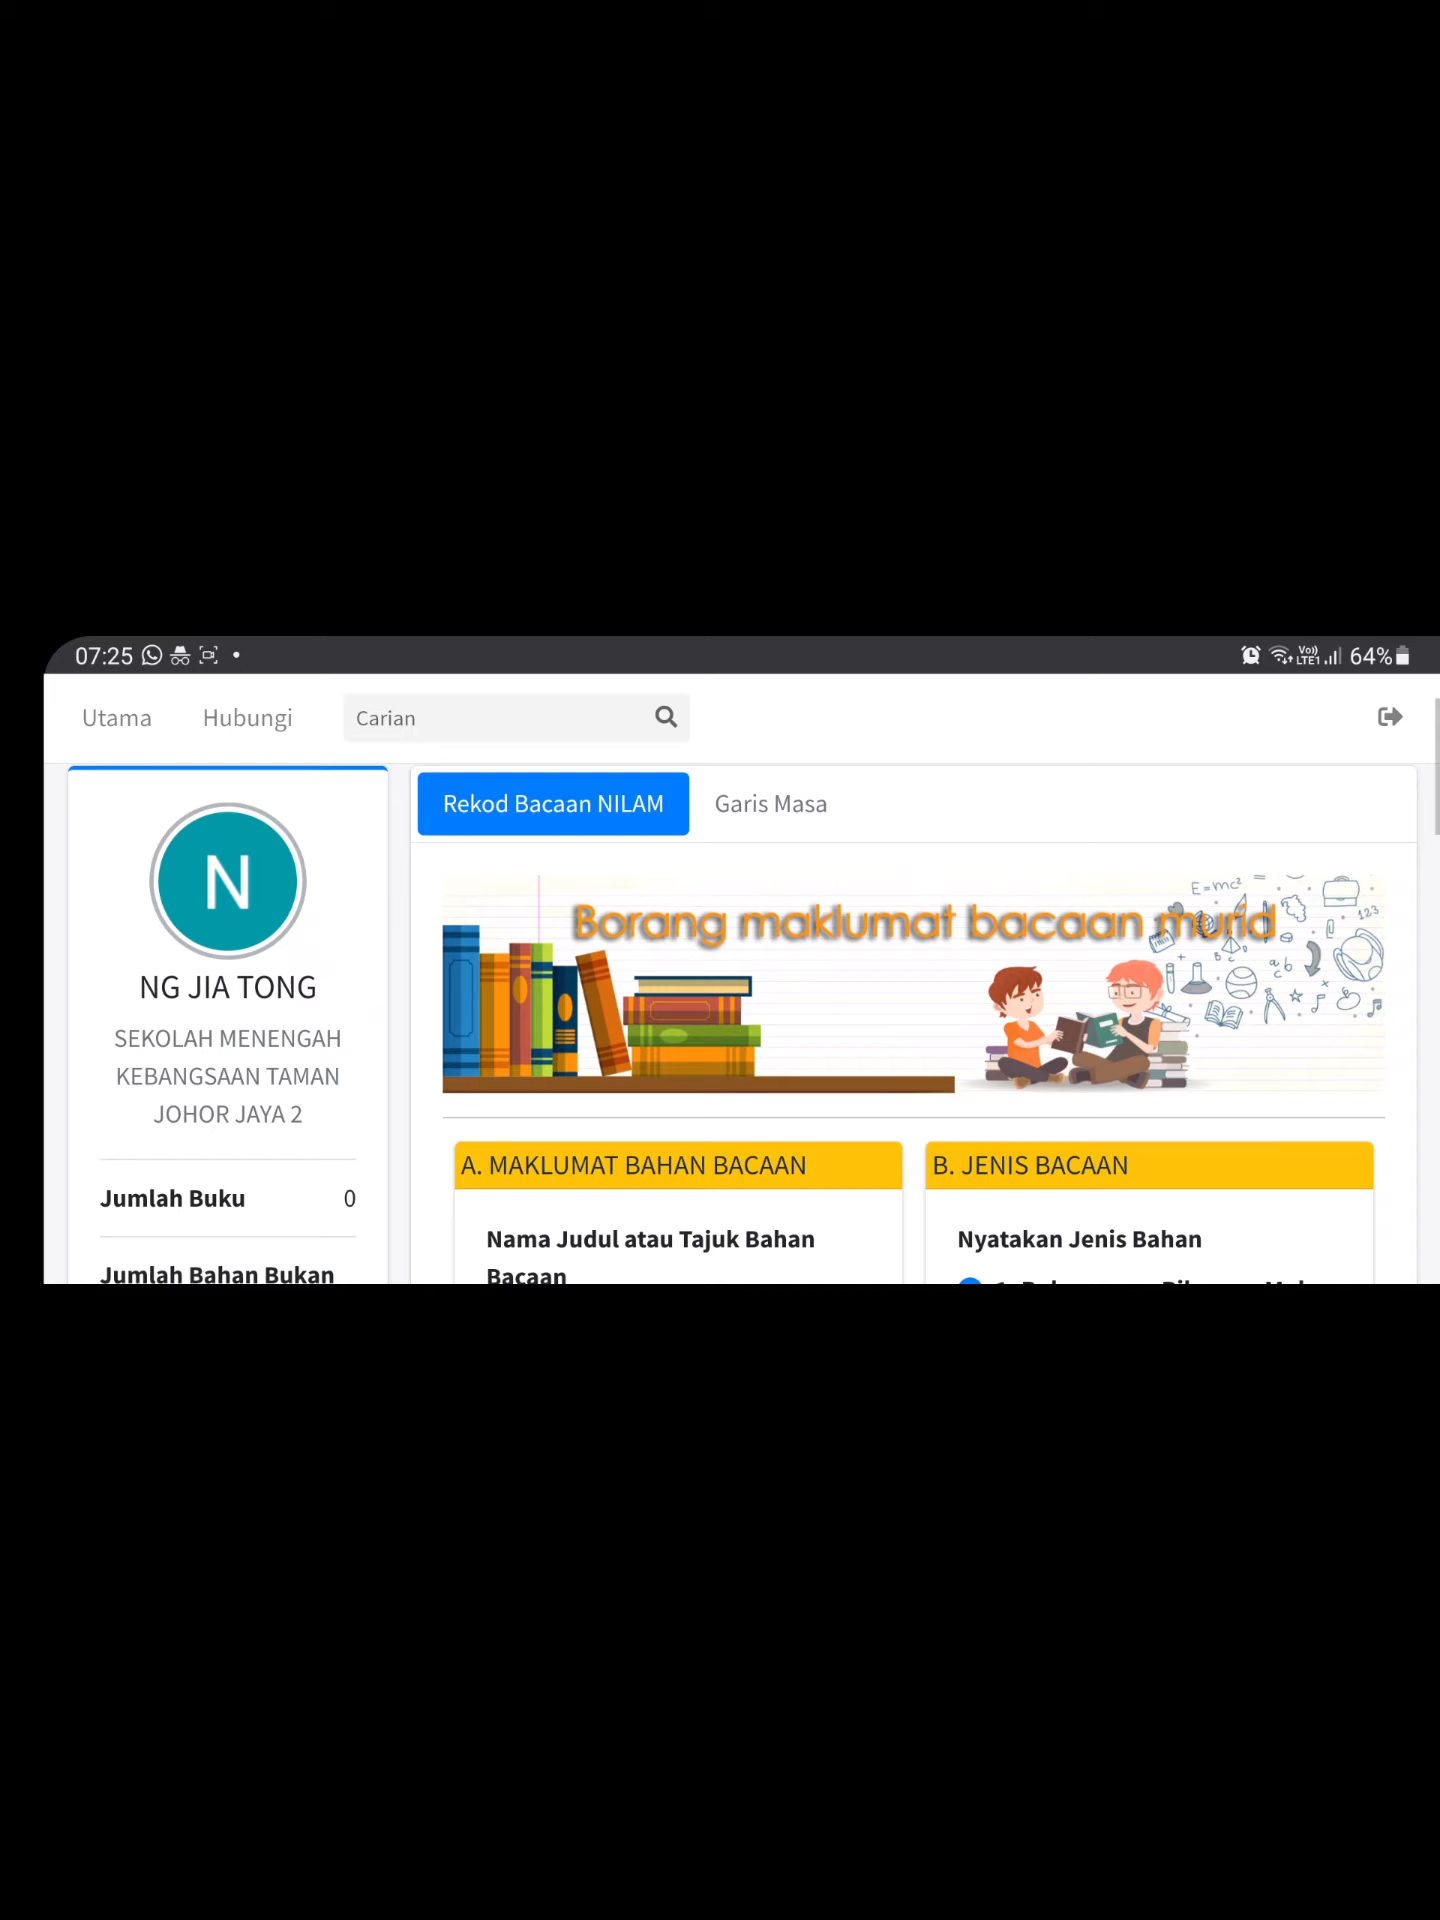 07:25
Vo))
LTE1
64%
Utama
Hubungi
Carian
N
NG JIA TONG
SEKOLAH MENENGAH
KEBANGSAAN TAMAN
JOHOR JAYA 2
Jumlah Buku 0
Jumlah Bahan Bukan
Rekod Bacaan NILAM
Garis Masa
Borang maklumat bacaan murid
E=mc²
123
A. MAKLUMAT BAHAN BACAAN
Nama Judul atau Tajuk Bahan
Bacaan
B. JENIS BACAAN
Nyatakan Jenis Bahan